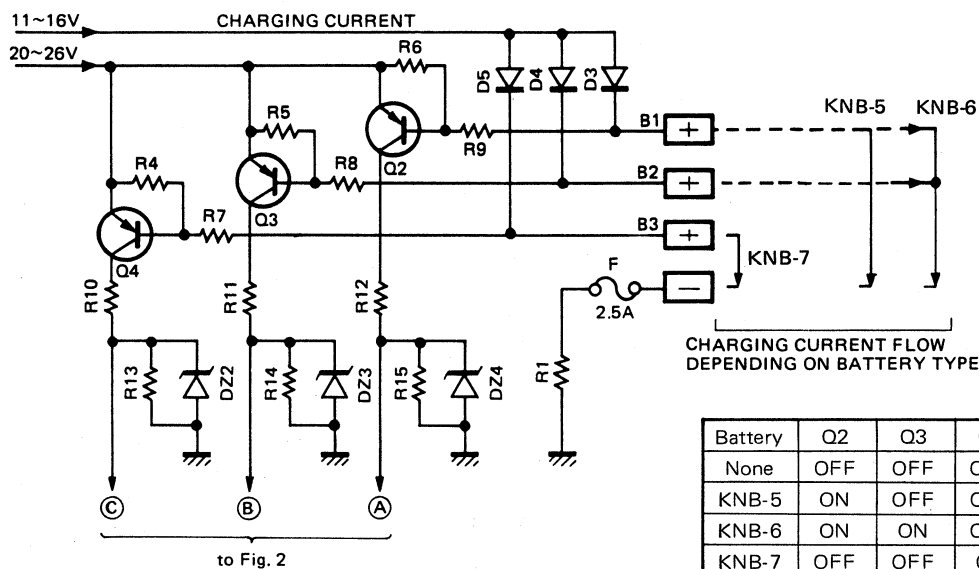 11~16V
CHARGING CURRENT
20~26V
R6
D5
D4
D3
KNB-5
KNB-6
R5
B1
+
Q2
R9
R4
R8
B2
+
Q3
R7
B3
+
KNB-7
Q4
F
−
2.5A
R10
R11
R12
CHARGING CURRENT FLOW
DEPENDING ON BATTERY TYPE
R1
R13
DZ2
R14
DZ3
R15
DZ4
Battery Q2 Q3
None OFF OFF
KNB-5 ON OFF
KNB-6 ON ON
KNB-7 OFF OFF
C
B
A
to Fig. 2